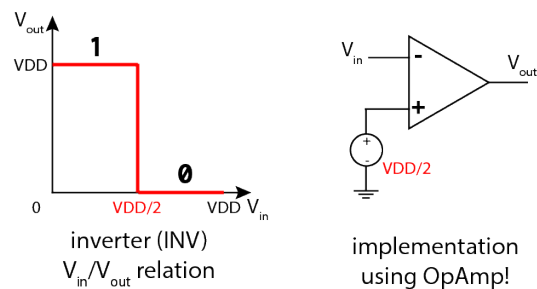 Vout
VDD
1
0
0
VDD/2
VDD
Vin
inverter (INV)
Vin/Vout relation
Vin
-
+
Vout
+
-
VDD/2
implementation
using OpAmp!